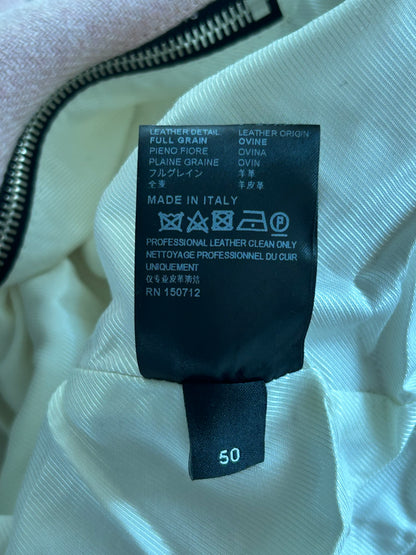 LEATHER DETAIL LEATHER ORIGIN
FULL GRAIN OVINE
PIENO FIORE OVINA
PLAINE GRAINE OVIN
フルグレイン 羊革
全素 羊皮革
MADE IN ITALY
P
PROFESSIONAL LEATHER CLEAN ONLY
NETTOYAGE PROFESSIONNEL DU CUIR
UNIQUEMENT
仅专业皮革清洁
RN 150712
50